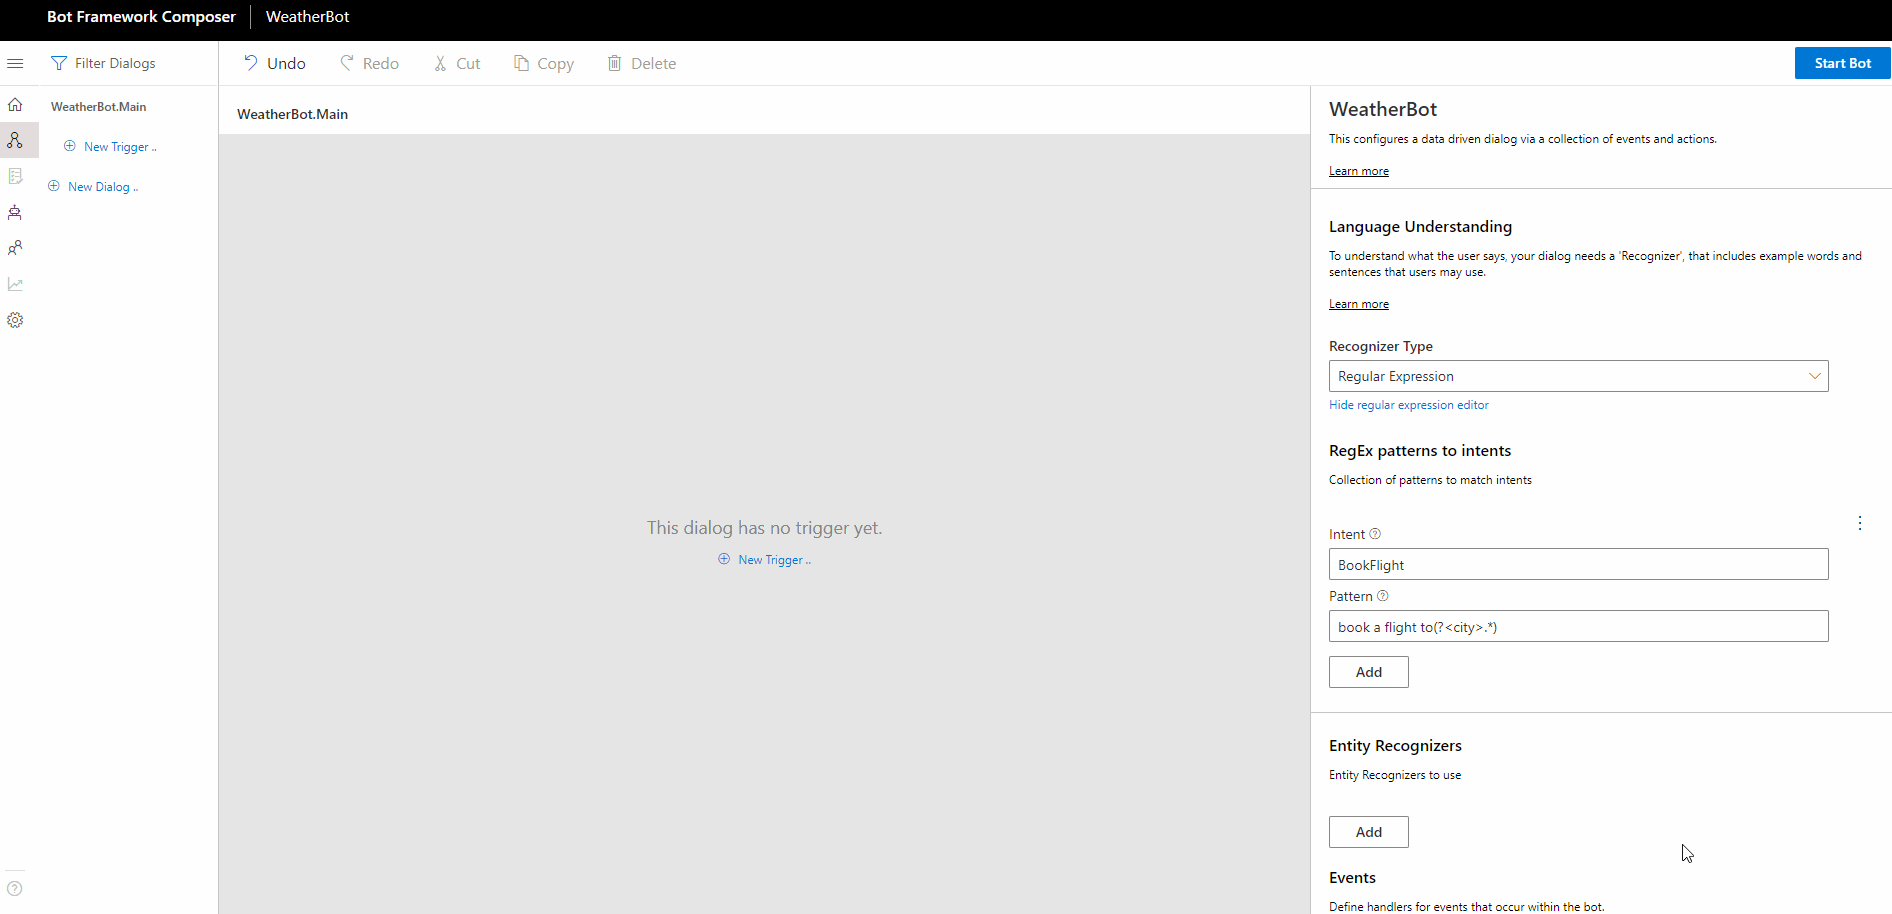 Bot Framework Composer WeatherBot
Filter Dialogs
Undo Redo Cut Copy Delete
Start Bot
WeatherBot.Main
New Trigger ..
New Dialog ..
WeatherBot.Main
This dialog has no trigger yet.
New Trigger ..
WeatherBot
This configures a data driven dialog via a collection of events and actions.
Learn more
Language Understanding
To understand what the user says, your dialog needs a 'Recognizer', that includes example words and
sentences that users may use.
Learn more
Recognizer Type
Regular Expression
Hide regular expression editor
RegEx patterns to intents
Collection of patterns to match intents
Intent
BookFlight
Pattern
book a flight to(?<city>.*)
Add
Entity Recognizers
Entity Recognizers to use
Add
Events
Define handlers for events that occur within the bot.